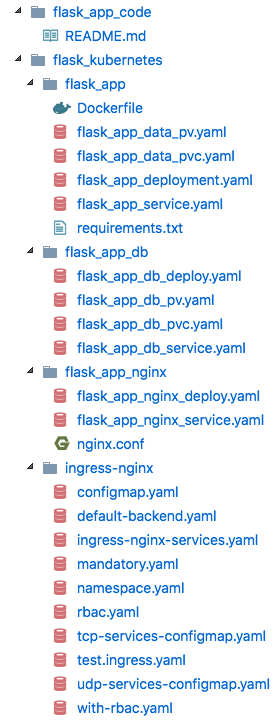 flask_app_code
README.md
flask_kubernetes
flask_app
Dockerfile
flask_app_data_pv.yaml
flask_app_data_pvc.yaml
flask_app_deployment.yaml
flask_app_service.yaml
requirements.txt
flask_app_db
flask_app_db_deploy.yaml
flask_app_db_pv.yaml
flask_app_db_pvc.yaml
flask_app_db_service.yaml
flask_app_nginx
flask_app_nginx_deploy.yaml
flask_app_nginx_service.yaml
nginx.conf
ingress-nginx
configmap.yaml
default-backend.yaml
ingress-nginx-services.yaml
mandatory.yaml
namespace.yaml
rbac.yaml
tcp-services-configmap.yaml
test.ingress.yaml
udp-services-configmap.yaml
with-rbac.yaml